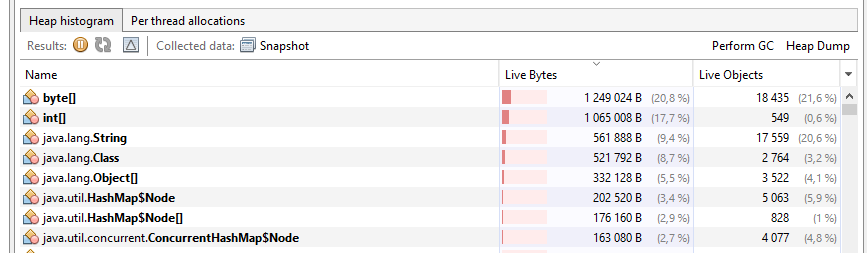 Heap histogram Per thread allocations
Results: Collected data: Snapshot Perform GC Heap Dump
Name Live Bytes Live Objects
byte[] 1 249 024 B (20,8 %) 18 435 (21,6 %)
int[] 1 065 008 B (17,7 %) 549 (0,6 %)
java.lang.String 561 888 B (9,4 %) 17 559 (20,6 %)
java.lang.Class 521 792 B (8,7 %) 2 764 (3,2 %)
java.lang.Object[] 332 128 B (5,5 %) 3 522 (4,1 %)
java.util.HashMap$Node 202 520 B (3,4 %) 5 063 (5,9 %)
java.util.HashMap$Node[] 176 160 B (2,9 %) 828 (1 %)
java.util.concurrent.ConcurrentHashMap$Node 163 080 B (2,7 %) 4 077 (4,8 %)